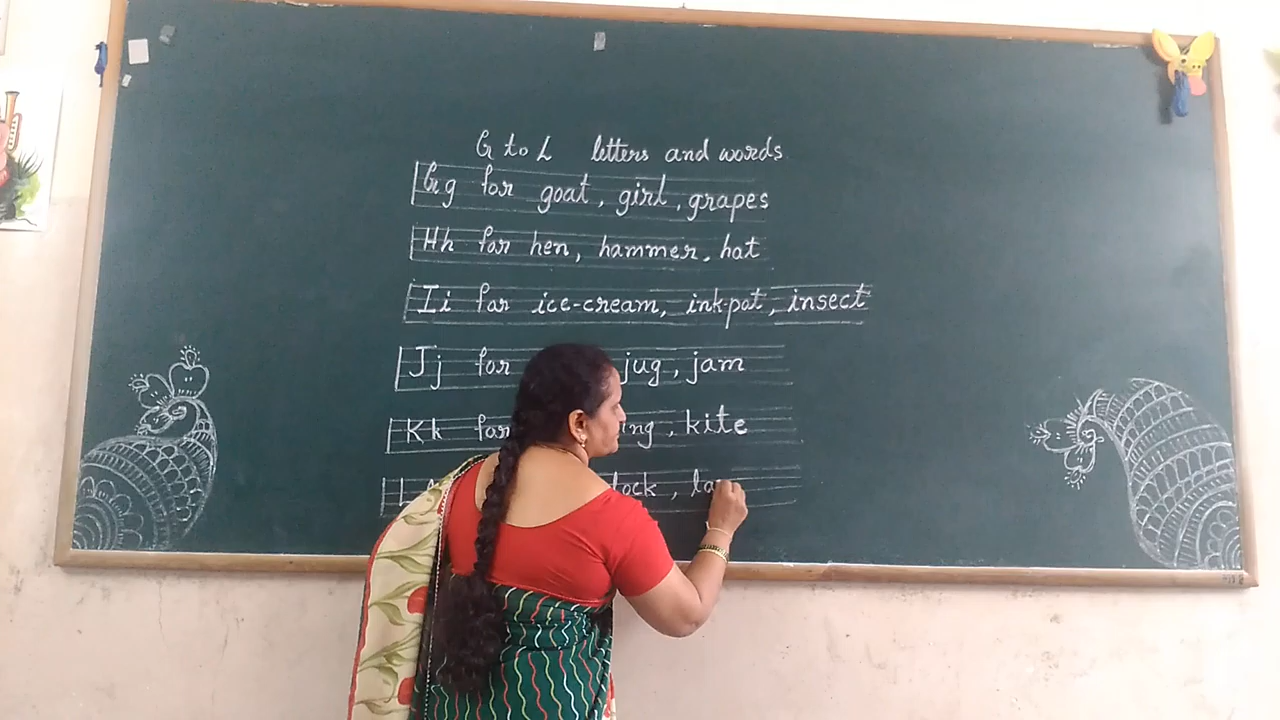 G to L letters and words
Gg for goat, girl, grapes
Hh for hen, hammer, hat
Ii for ice-cream, ink-pot, insect
Jj for jug, jam
Kk for kite
lock,